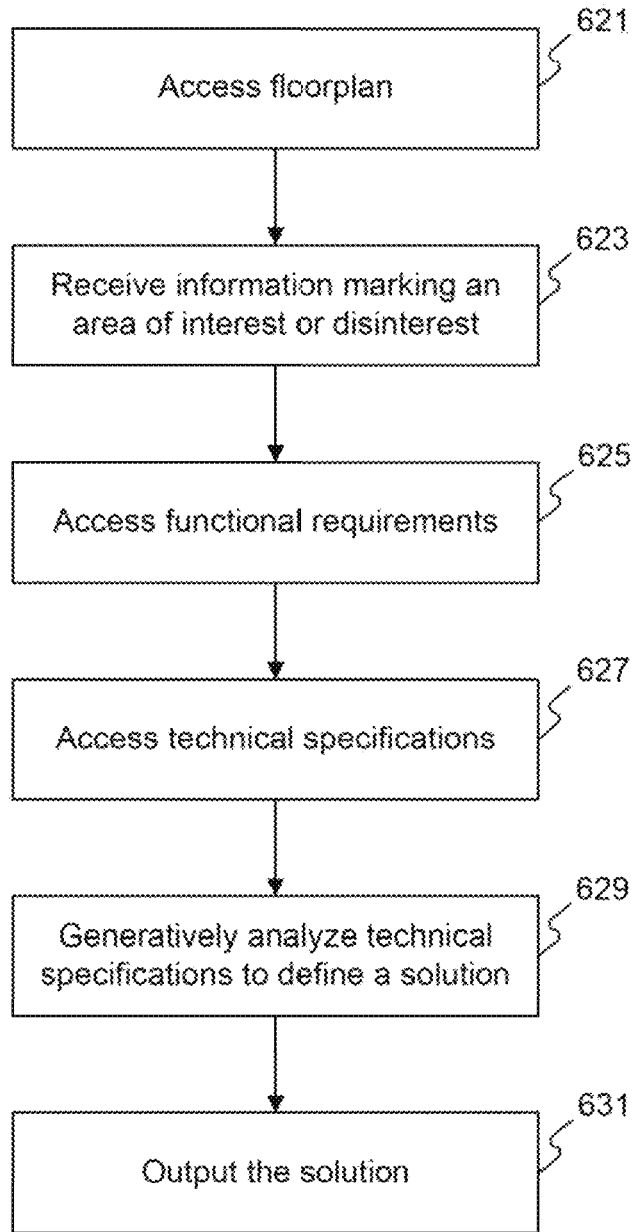 621
Access floorplan
623
Receive information marking an
area of interest or disinterest
625
Access functional requirements
627
Access technical specifications
629
Generatively analyze technical
specifications to define a solution
631
Output the solution